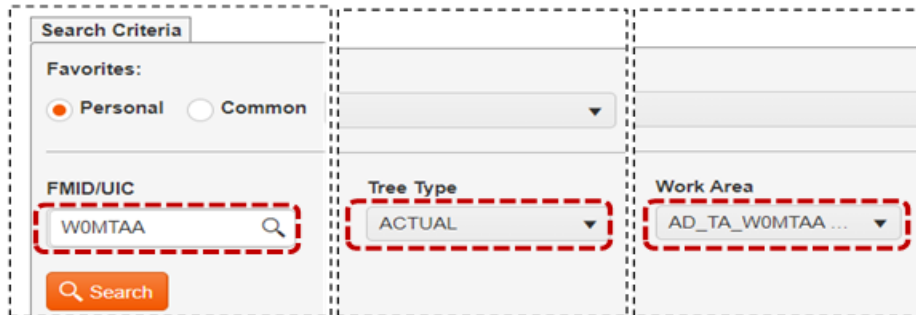 Search Criteria
Favorites:
Personal Common
FMID/UIC Tree Type Work Area
W0MTAA ACTUAL AD_TA_W0MTAA ...
Search